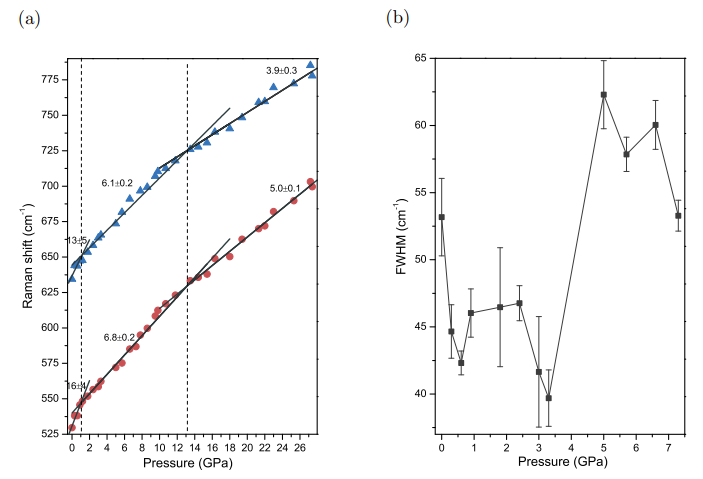 (a)
(b)
Raman shift (cm⁻¹)
775
750
725
700
675
650
625
600
575
550
525
3.9±0.3
6.1±0.2
5.0±0.1
13±5
6.8±0.2
16±4
0 2 4 6 8 10 12 14 16 18 20 22 24 26
Pressure (GPa)
FWHM (cm⁻¹)
65
60
55
50
45
40
0 1 2 3 4 5 6 7
Pressure (GPa)